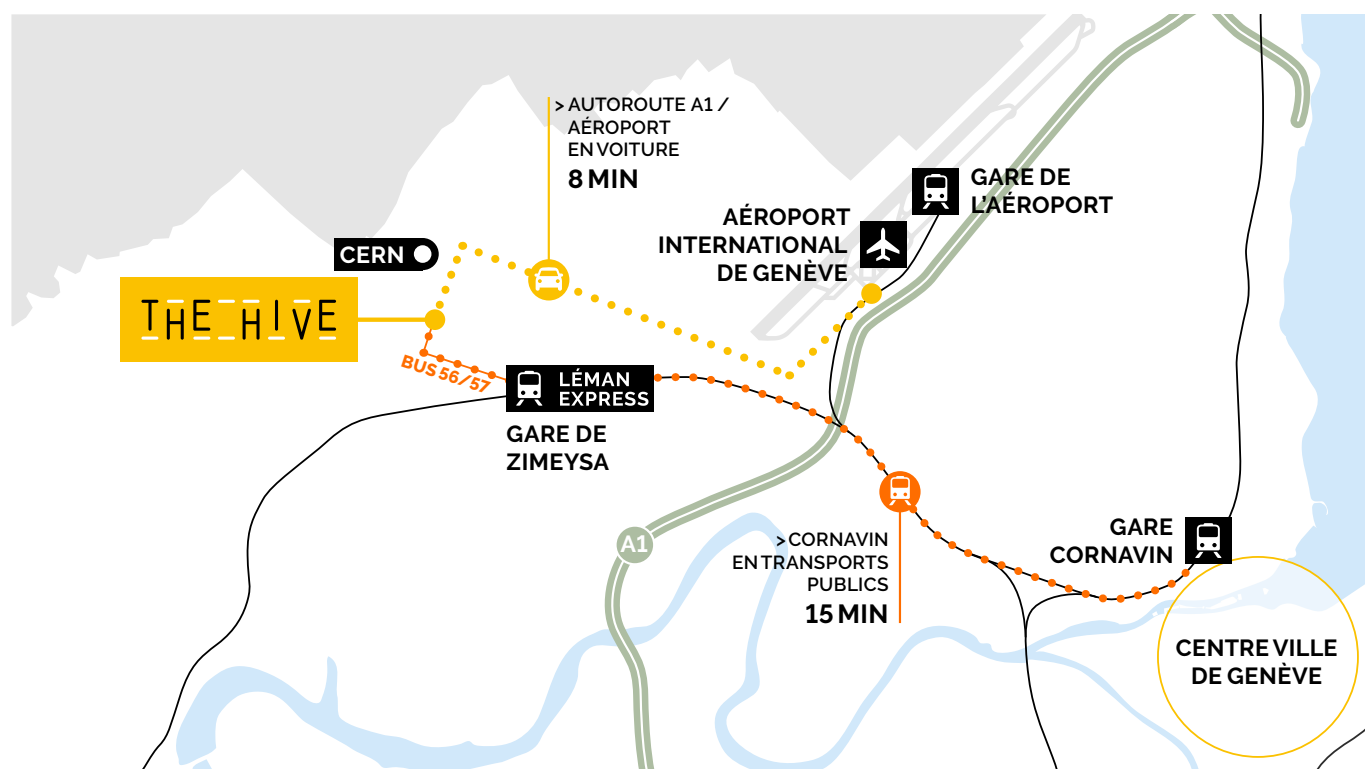 > AUTOROUTE A1 /
AÉROPORT
EN VOITURE
8 MIN
GARE DE
L'AÉROPORT
AÉROPORT
INTERNATIONAL
DE GENÈVE
CERN
THE HIVE
BUS 56/57
LÉMAN
EXPRESS
GARE DE
ZIMEYSA
A1
> CORNAVIN
EN TRANSPORTS
PUBLICS
15 MIN
GARE
CORNAVIN
CENTRE VILLE
DE GENÈVE